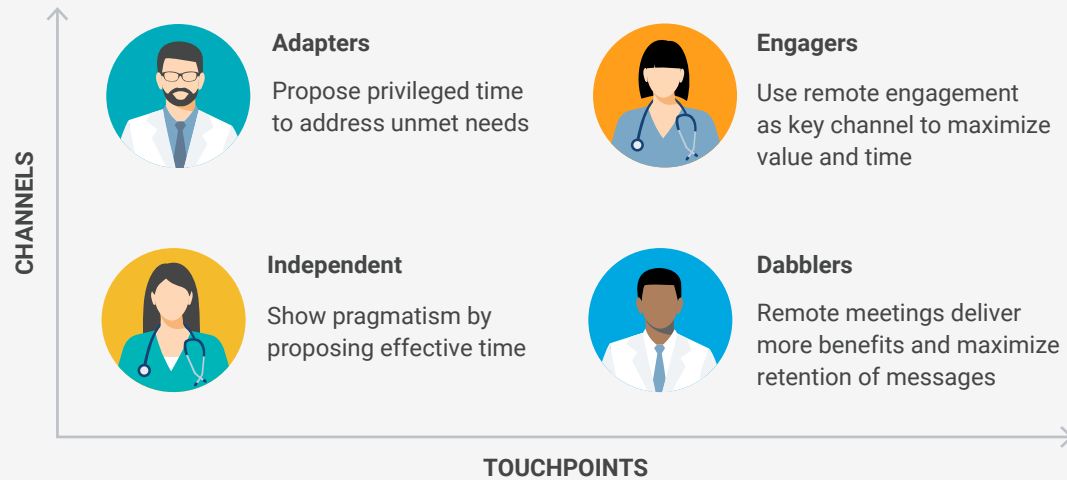 CHANNELS
Adapters
Propose privileged time
to address unmet needs
Engagers
Use remote engagement
as key channel to maximize
value and time
Independent
Show pragmatism by
proposing effective time
Dabblers
Remote meetings deliver
more benefits and maximize
retention of messages
TOUCHPOINTS